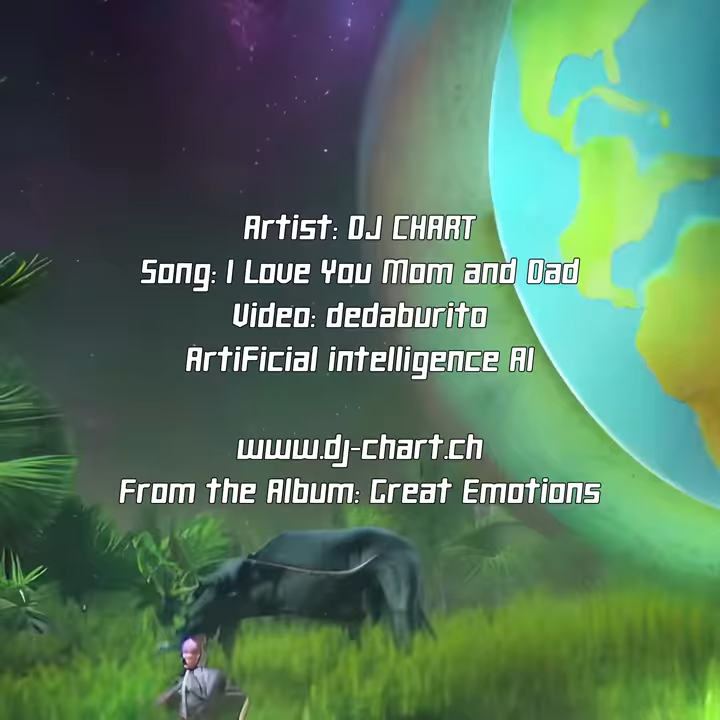 Artist: DJ CHART
Song: I Love You Mom and Dad
Video: dedaburito
ArtiFicial intelligence AI
www.dj-chart.ch
From the Album: Great Emotions